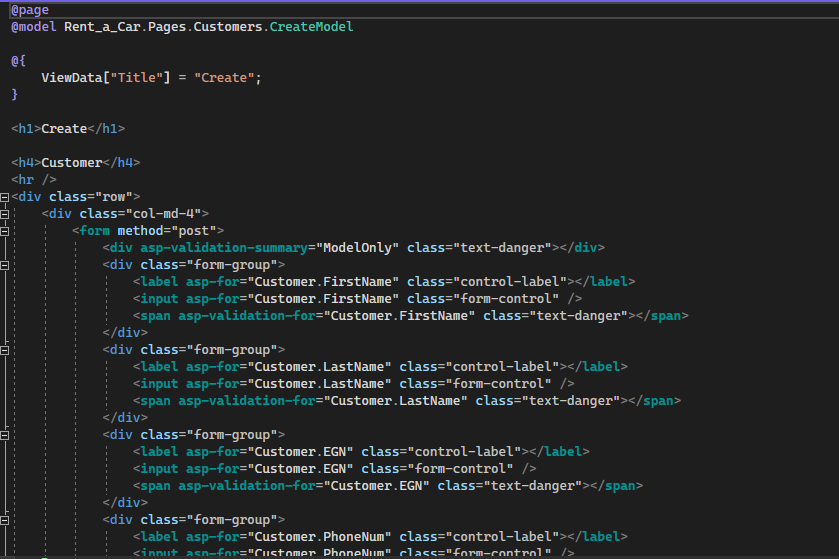 @page
@model Rent_a_Car.Pages.Customers.CreateModel
@{
ViewData["Title"] = "Create";
}
<h1>Create</h1>
<h4>Customer</h4>
<hr />
<div class="row">
<div class="col-md-4">
<form method="post">
<div asp-validation-summary="ModelOnly" class="text-danger"></div>
<div class="form-group">
<label asp-for="Customer.FirstName" class="control-label"></label>
<input asp-for="Customer.FirstName" class="form-control" />
<span asp-validation-for="Customer.FirstName" class="text-danger"></span>
</div>
<div class="form-group">
<label asp-for="Customer.LastName" class="control-label"></label>
<input asp-for="Customer.LastName" class="form-control" />
<span asp-validation-for="Customer.LastName" class="text-danger"></span>
</div>
<div class="form-group">
<label asp-for="Customer.EGN" class="control-label"></label>
<input asp-for="Customer.EGN" class="form-control" />
<span asp-validation-for="Customer.EGN" class="text-danger"></span>
</div>
<div class="form-group">
<label asp-for="Customer.PhoneNum" class="control-label"></label>
<input asp-for="Customer.PhoneNum" class="form-control" />